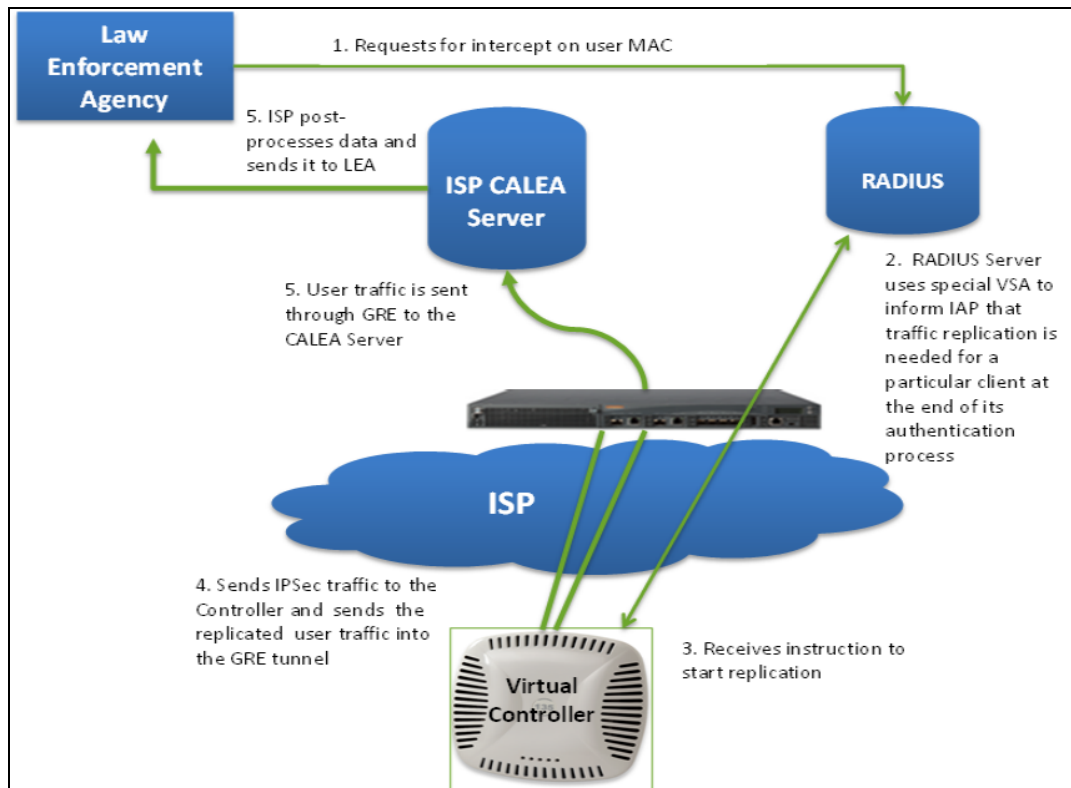 Law
Enforcement
Agency
1. Requests for intercept on user MAC
5. ISP post-
processes data and
sends it to LEA
ISP CALEA
Server
RADIUS
5. User traffic is sent
through GRE to the
CALEA Server
2. RADIUS Server
uses special VSA to
inform IAP that
traffic replication is
needed for a
particular client at
the end of its
authentication
process
ISP
4. Sends IPSec traffic to the
Controller and sends the
replicated user traffic into
the GRE tunnel
3. Receives instruction to
start replication
Virtual
Controller